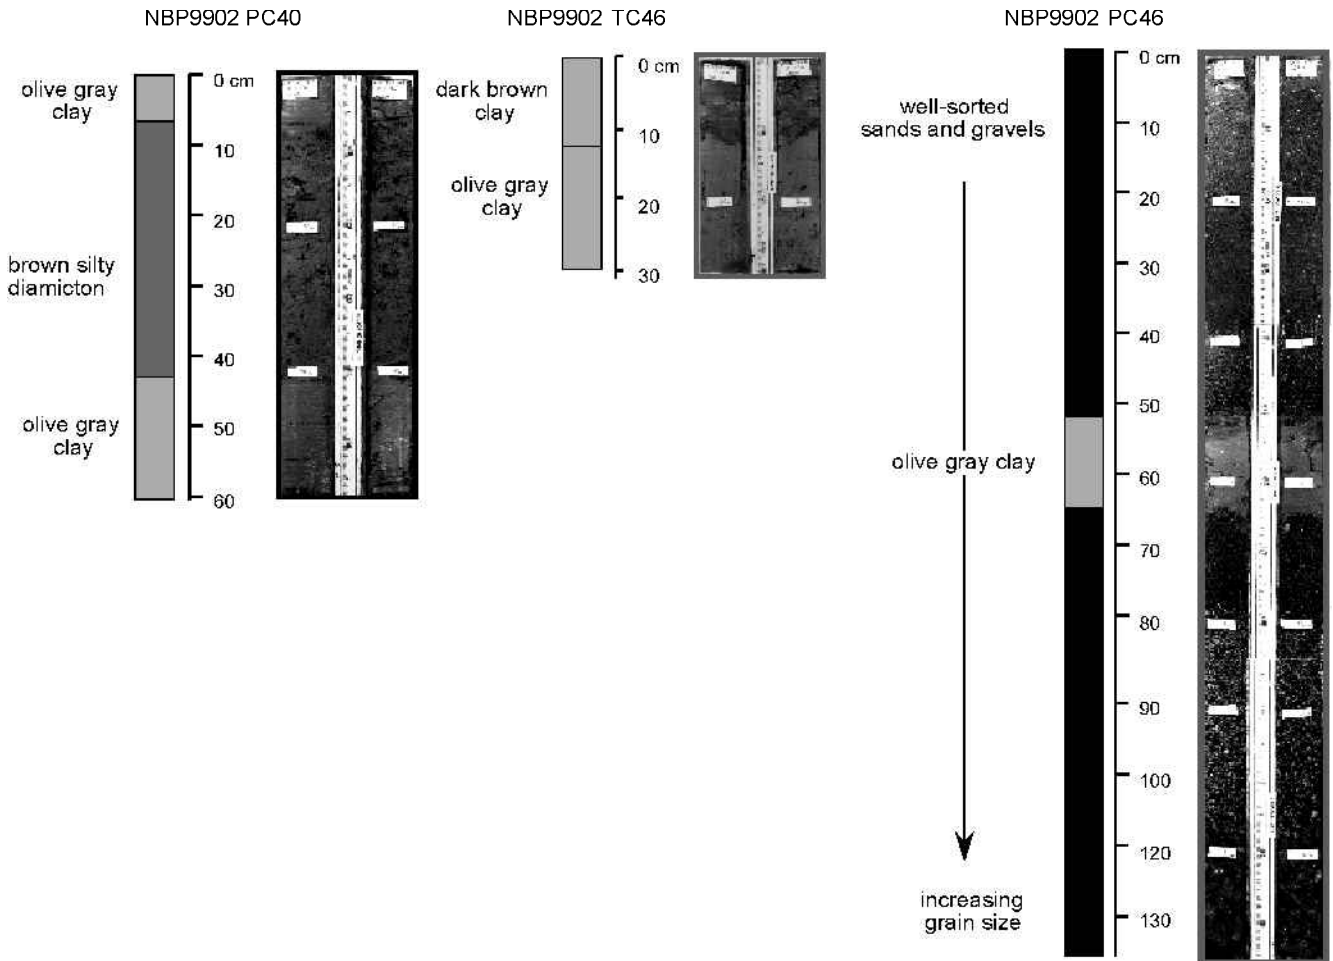 NBP9902 PC40
olive gray
clay
brown silty
diamicton
olive gray
clay
0 cm
10
20
30
40
50
60
NBP9902 TC46
dark brown
clay
olive gray
clay
0 cm
10
20
30
NBP9902 PC46
well-sorted
sands and gravels
olive gray clay
increasing
grain size
0 cm
10
20
30
40
50
60
70
80
90
100
110
120
130